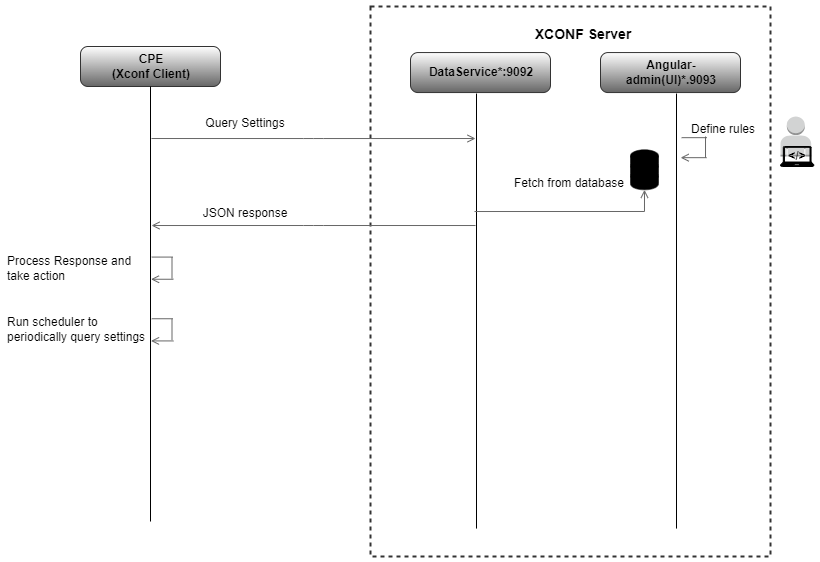 XCONF Server
CPE
(Xconf Client)
DataService*:9092
Angular-
admin(UI)*.9093
Query Settings
Define rules
</>
Fetch from database
JSON response
Process Response and
take action
Run scheduler to
periodically query settings